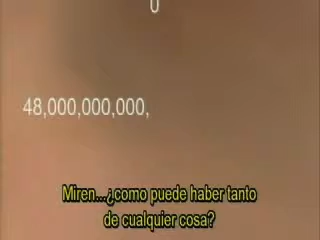 0
48,000,000,000,
Miren...¿como puede haber tanto
de cualquier cosa?